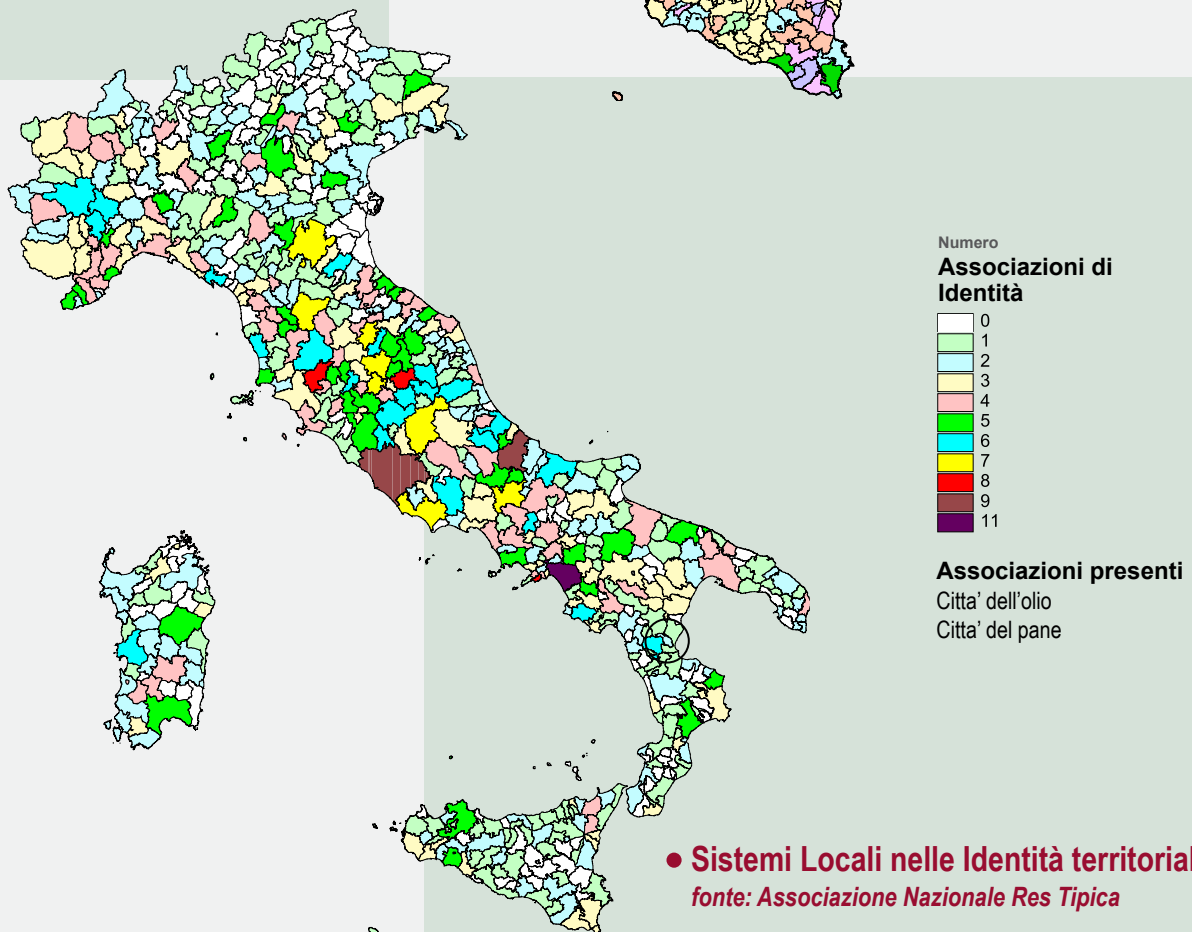 Numero
Associazioni di
Identità
0
1
2
3
4
5
6
7
8
9
11
Associazioni presenti
Citta' dell'olio
Citta' del pane
• Sistemi Locali nelle Identità territorial
fonte: Associazione Nazionale Res Tipica